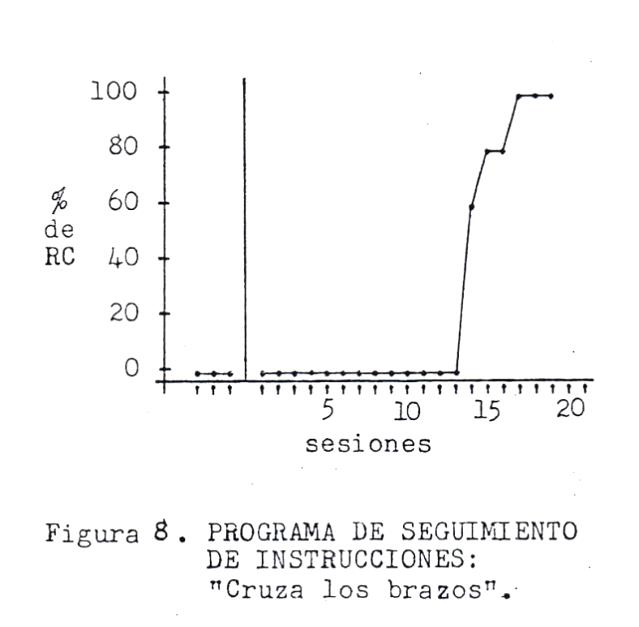 100
80
60
%
de
RC
40
20
0
5 10 15 20
sesiones
Figura 8. PROGRAMA DE SEGUIMIENTO
DE INSTRUCCIONES:
"Cruza los brazos".